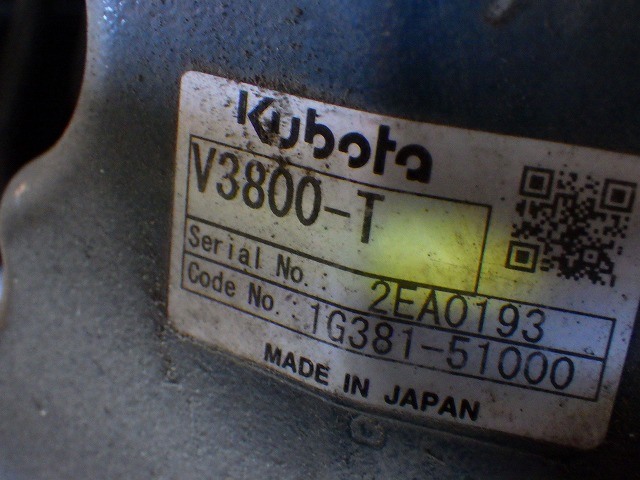 Kubota
V3800-T
Serial No. : 2EA0193
Code No. : 1G381-51000
MADE IN JAPAN